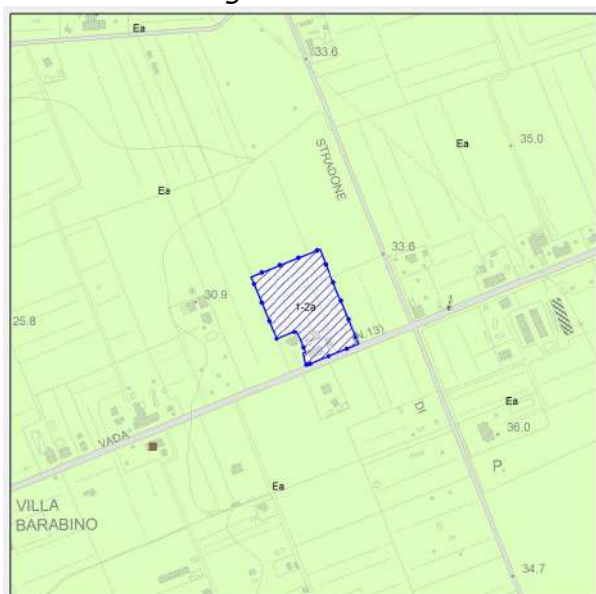 Ea
33.6
STRADONE
Ea
35.0
Ea
33.6
30.9
t-2a
25.8
N.13)
VADA
DI
Ea
36.0
P.
Ea
VILLA
BARABINO
34.7